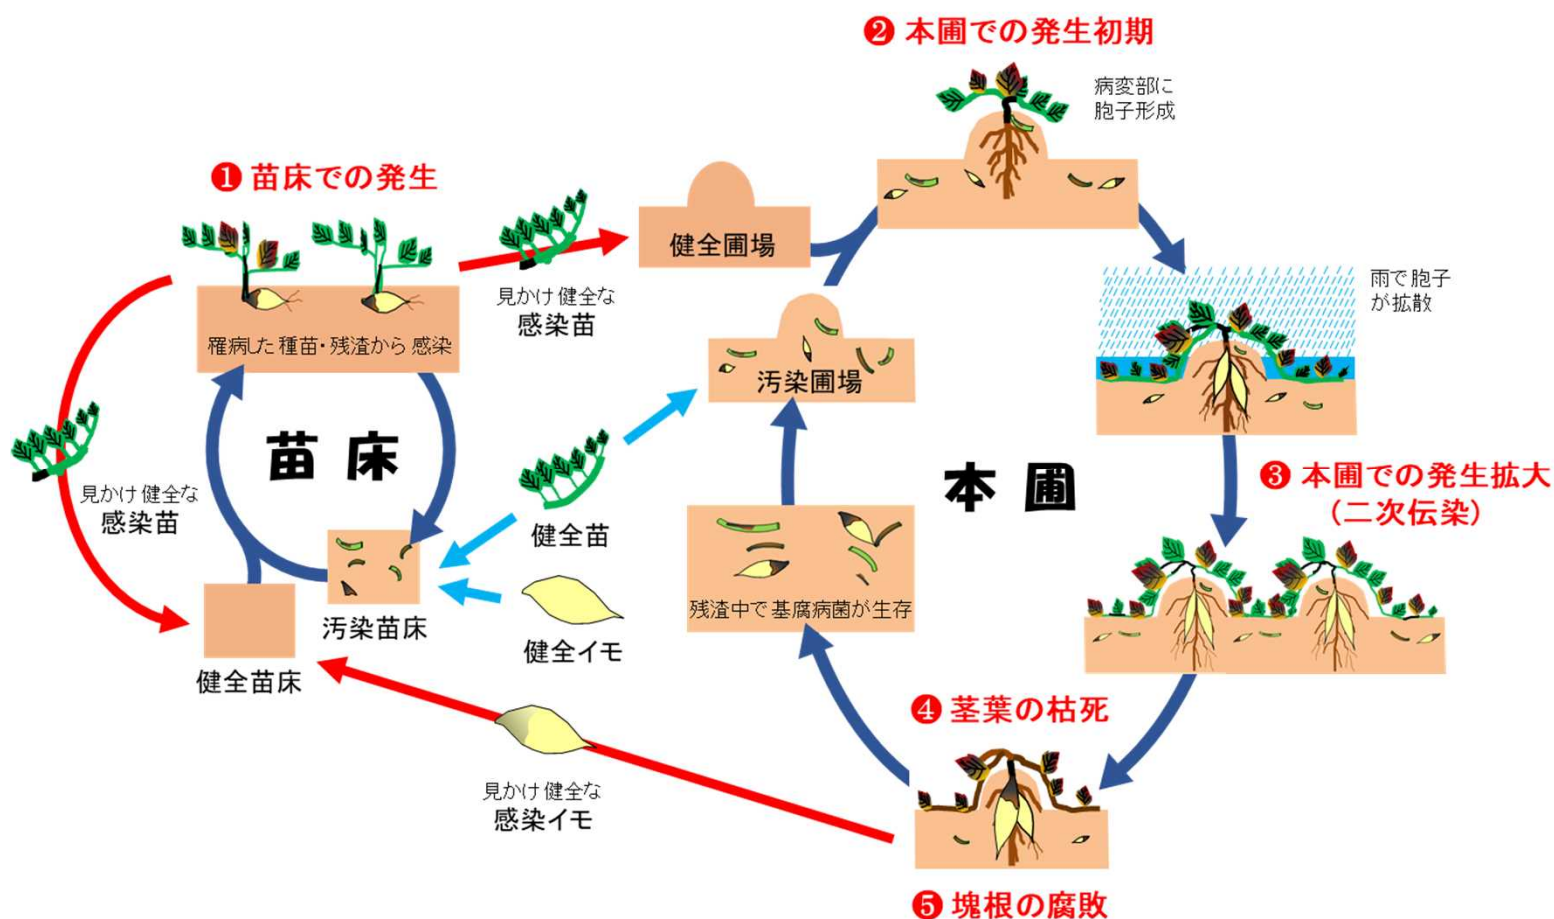 ❷ 本圃での発生初期
病変部に
胞子形成
❶ 苗床での発生
健全圃場
見かけ健全な
感染苗
雨で胞子
が拡散
罹病した種苗・残渣から感染
汚染圃場
苗床
本圃
見かけ健全な
感染苗
健全苗
❸ 本圃での発生拡大
(二次伝染)
残渣中で基腐病菌が生存
汚染苗床
健全イモ
健全苗床
❹ 茎葉の枯死
見かけ健全な
感染イモ
❺ 塊根の腐敗